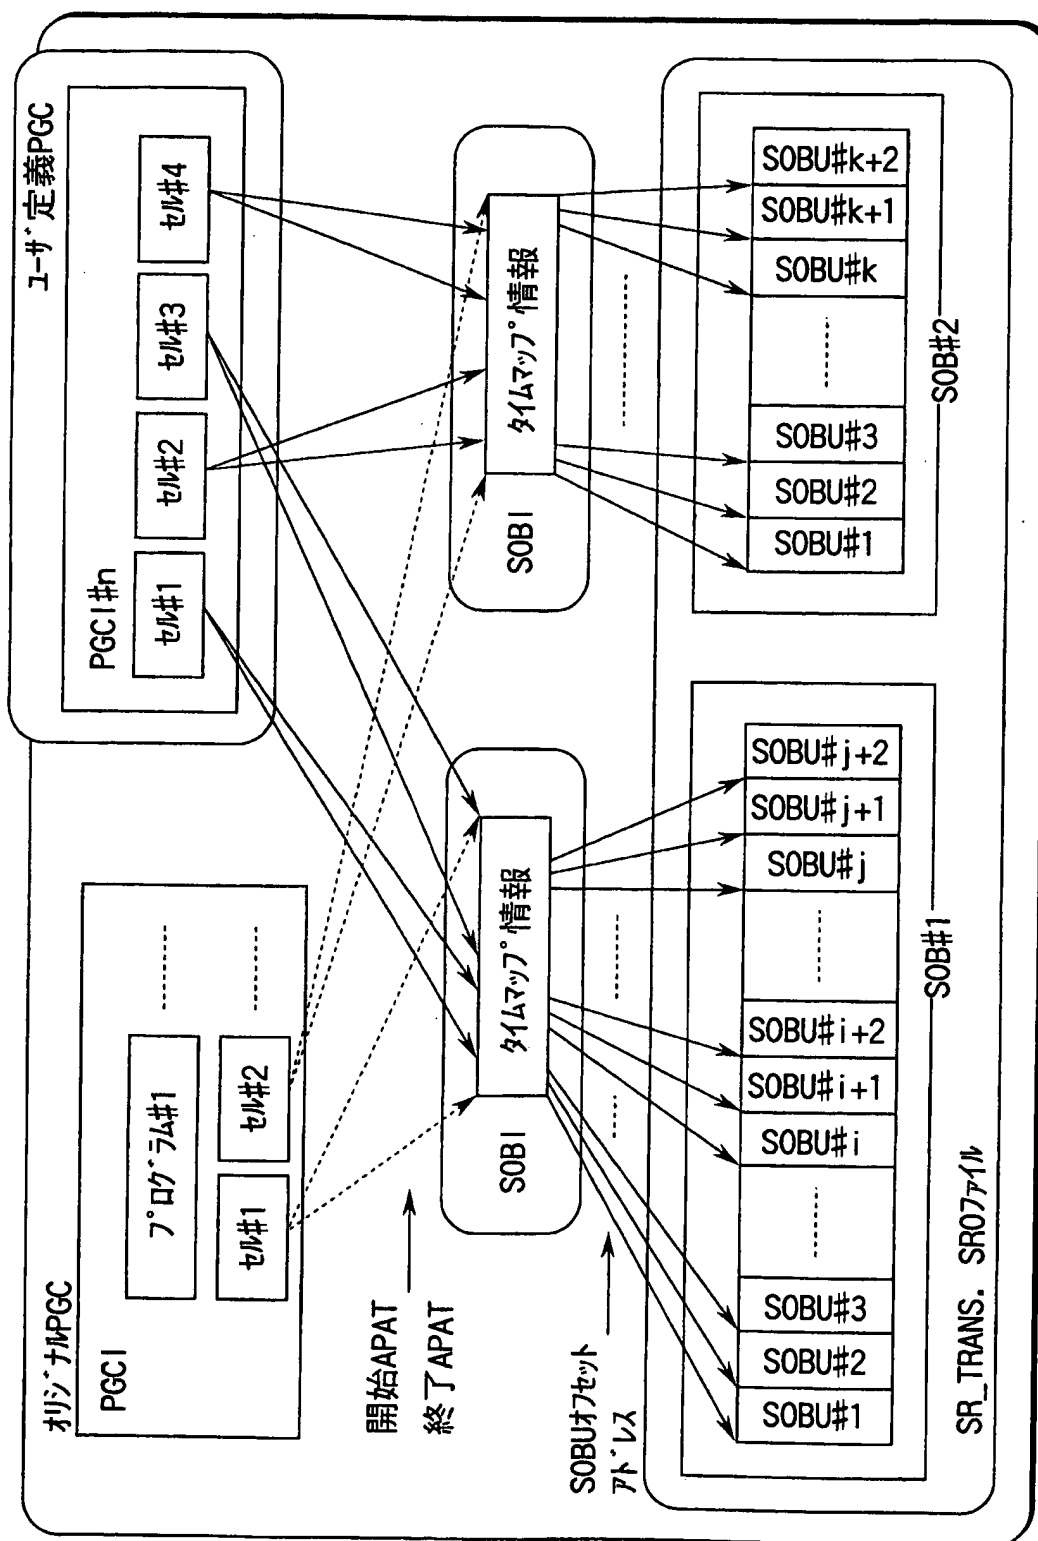 オリジナルPGC
PGCI
プログラム#1
セル#1
セル#2
ユーザ定義PGC
PGCI#n
セル#1
セル#2
セル#3
セル#4
開始APAT
終了APAT
SOBI
タイムマップ情報
SOBI
タイムマップ情報
SOBUオフセット
アドレス
SOBU#1
SOBU#2
SOBU#3
SOBU#i
SOBU#i+1
SOBU#i+2
SOBU#j
SOBU#j+1
SOBU#j+2
SOB#1
SOBU#1
SOBU#2
SOBU#3
SOBU#k
SOBU#k+1
SOBU#k+2
SOB#2
SR_TRANS. SROファイル